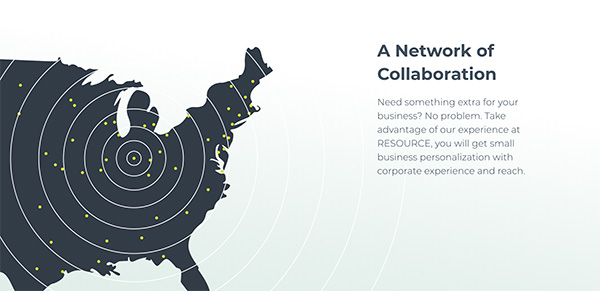 A Network of
Collaboration
Need something extra for your
business? No problem. Take
advantage of our experience at
RESOURCE, you will get small
business personalization with
corporate experience and reach.